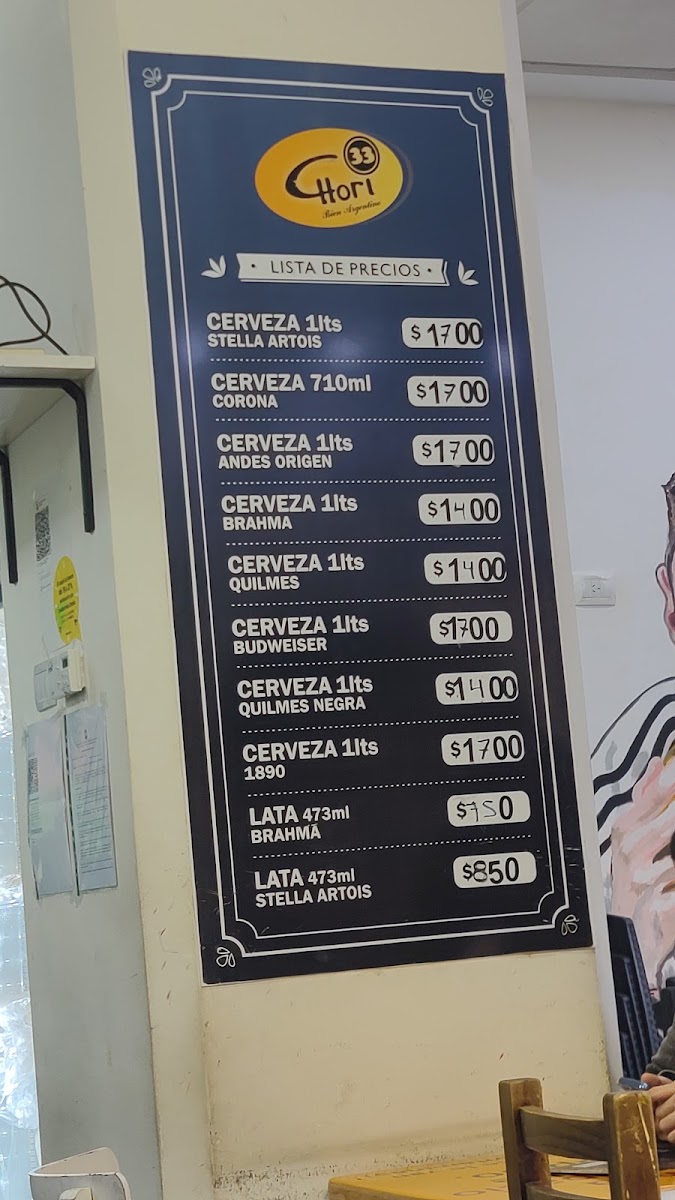 33
CHORI
Bien Argentino
• LISTA DE PRECIOS •
CERVEZA 1lts
STELLA ARTOIS
$1700
CERVEZA 710ml
CORONA
$1700
CERVEZA 1lts
ANDES ORIGEN
$1700
CERVEZA 1lts
BRAHMA
$1400
CERVEZA 1lts
QUILMES
$1400
CERVEZA 1lts
BUDWEISER
$1700
CERVEZA 1lts
QUILMES NEGRA
$1400
CERVEZA 1lts
1890
$1700
LATA 473ml
BRAHMA
$750
LATA 473ml
STELLA ARTOIS
$850